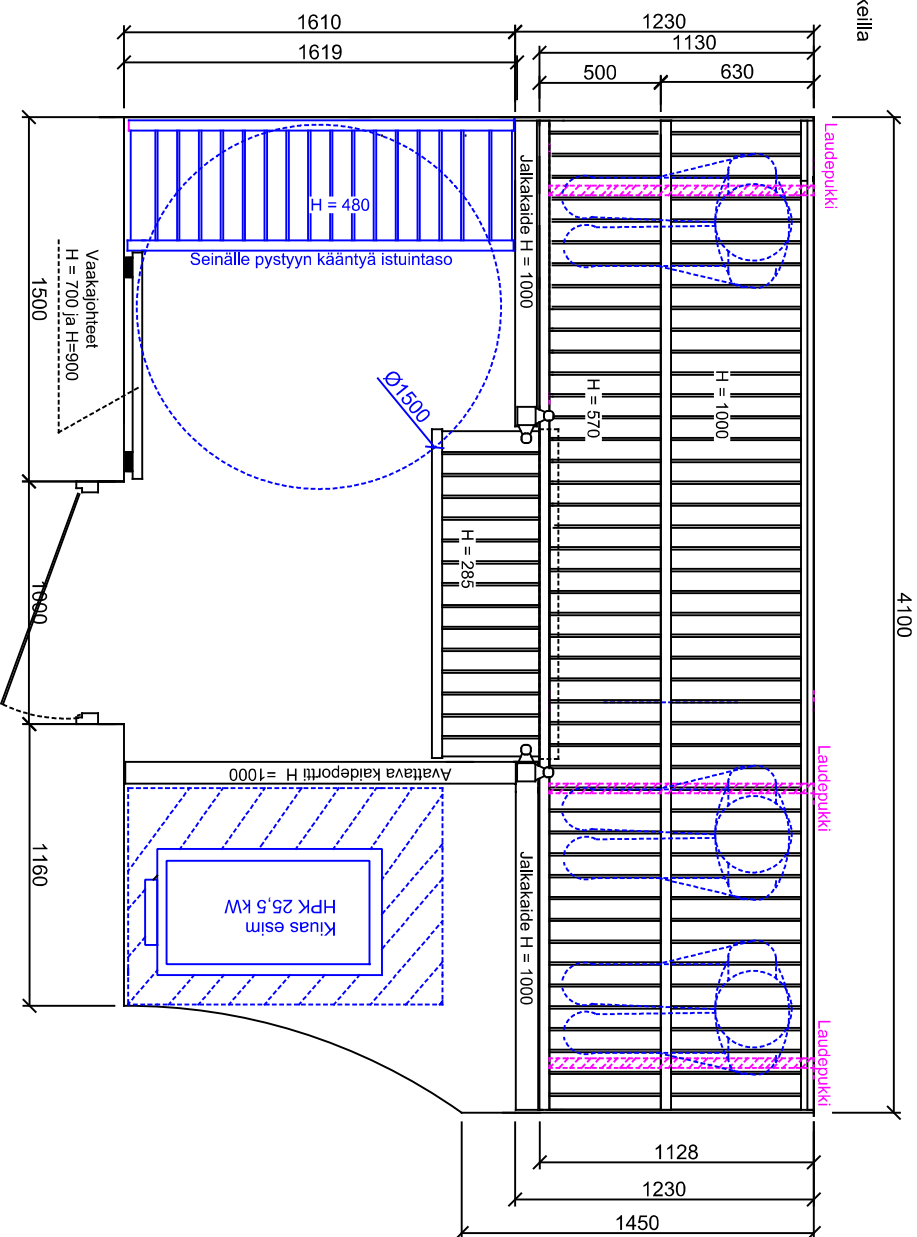 keilla
1610
1230
1619
1130
500
630
Laudepukki
H = 480
Jalkakaide H = 1000
Seinälle pystyyn kääntyä istuintaso
Vaakajohteet
H = 700 ja H=900
1500
Ø1500
H = 570
H = 1000
H = 285
4100
1000
Avattava kaideportti H = 1000
Laudepukki
1160
Kiuas esim
HPK 25,5 kW
Jalkakaide H = 1000
Laudepukki
1128
1230
1450